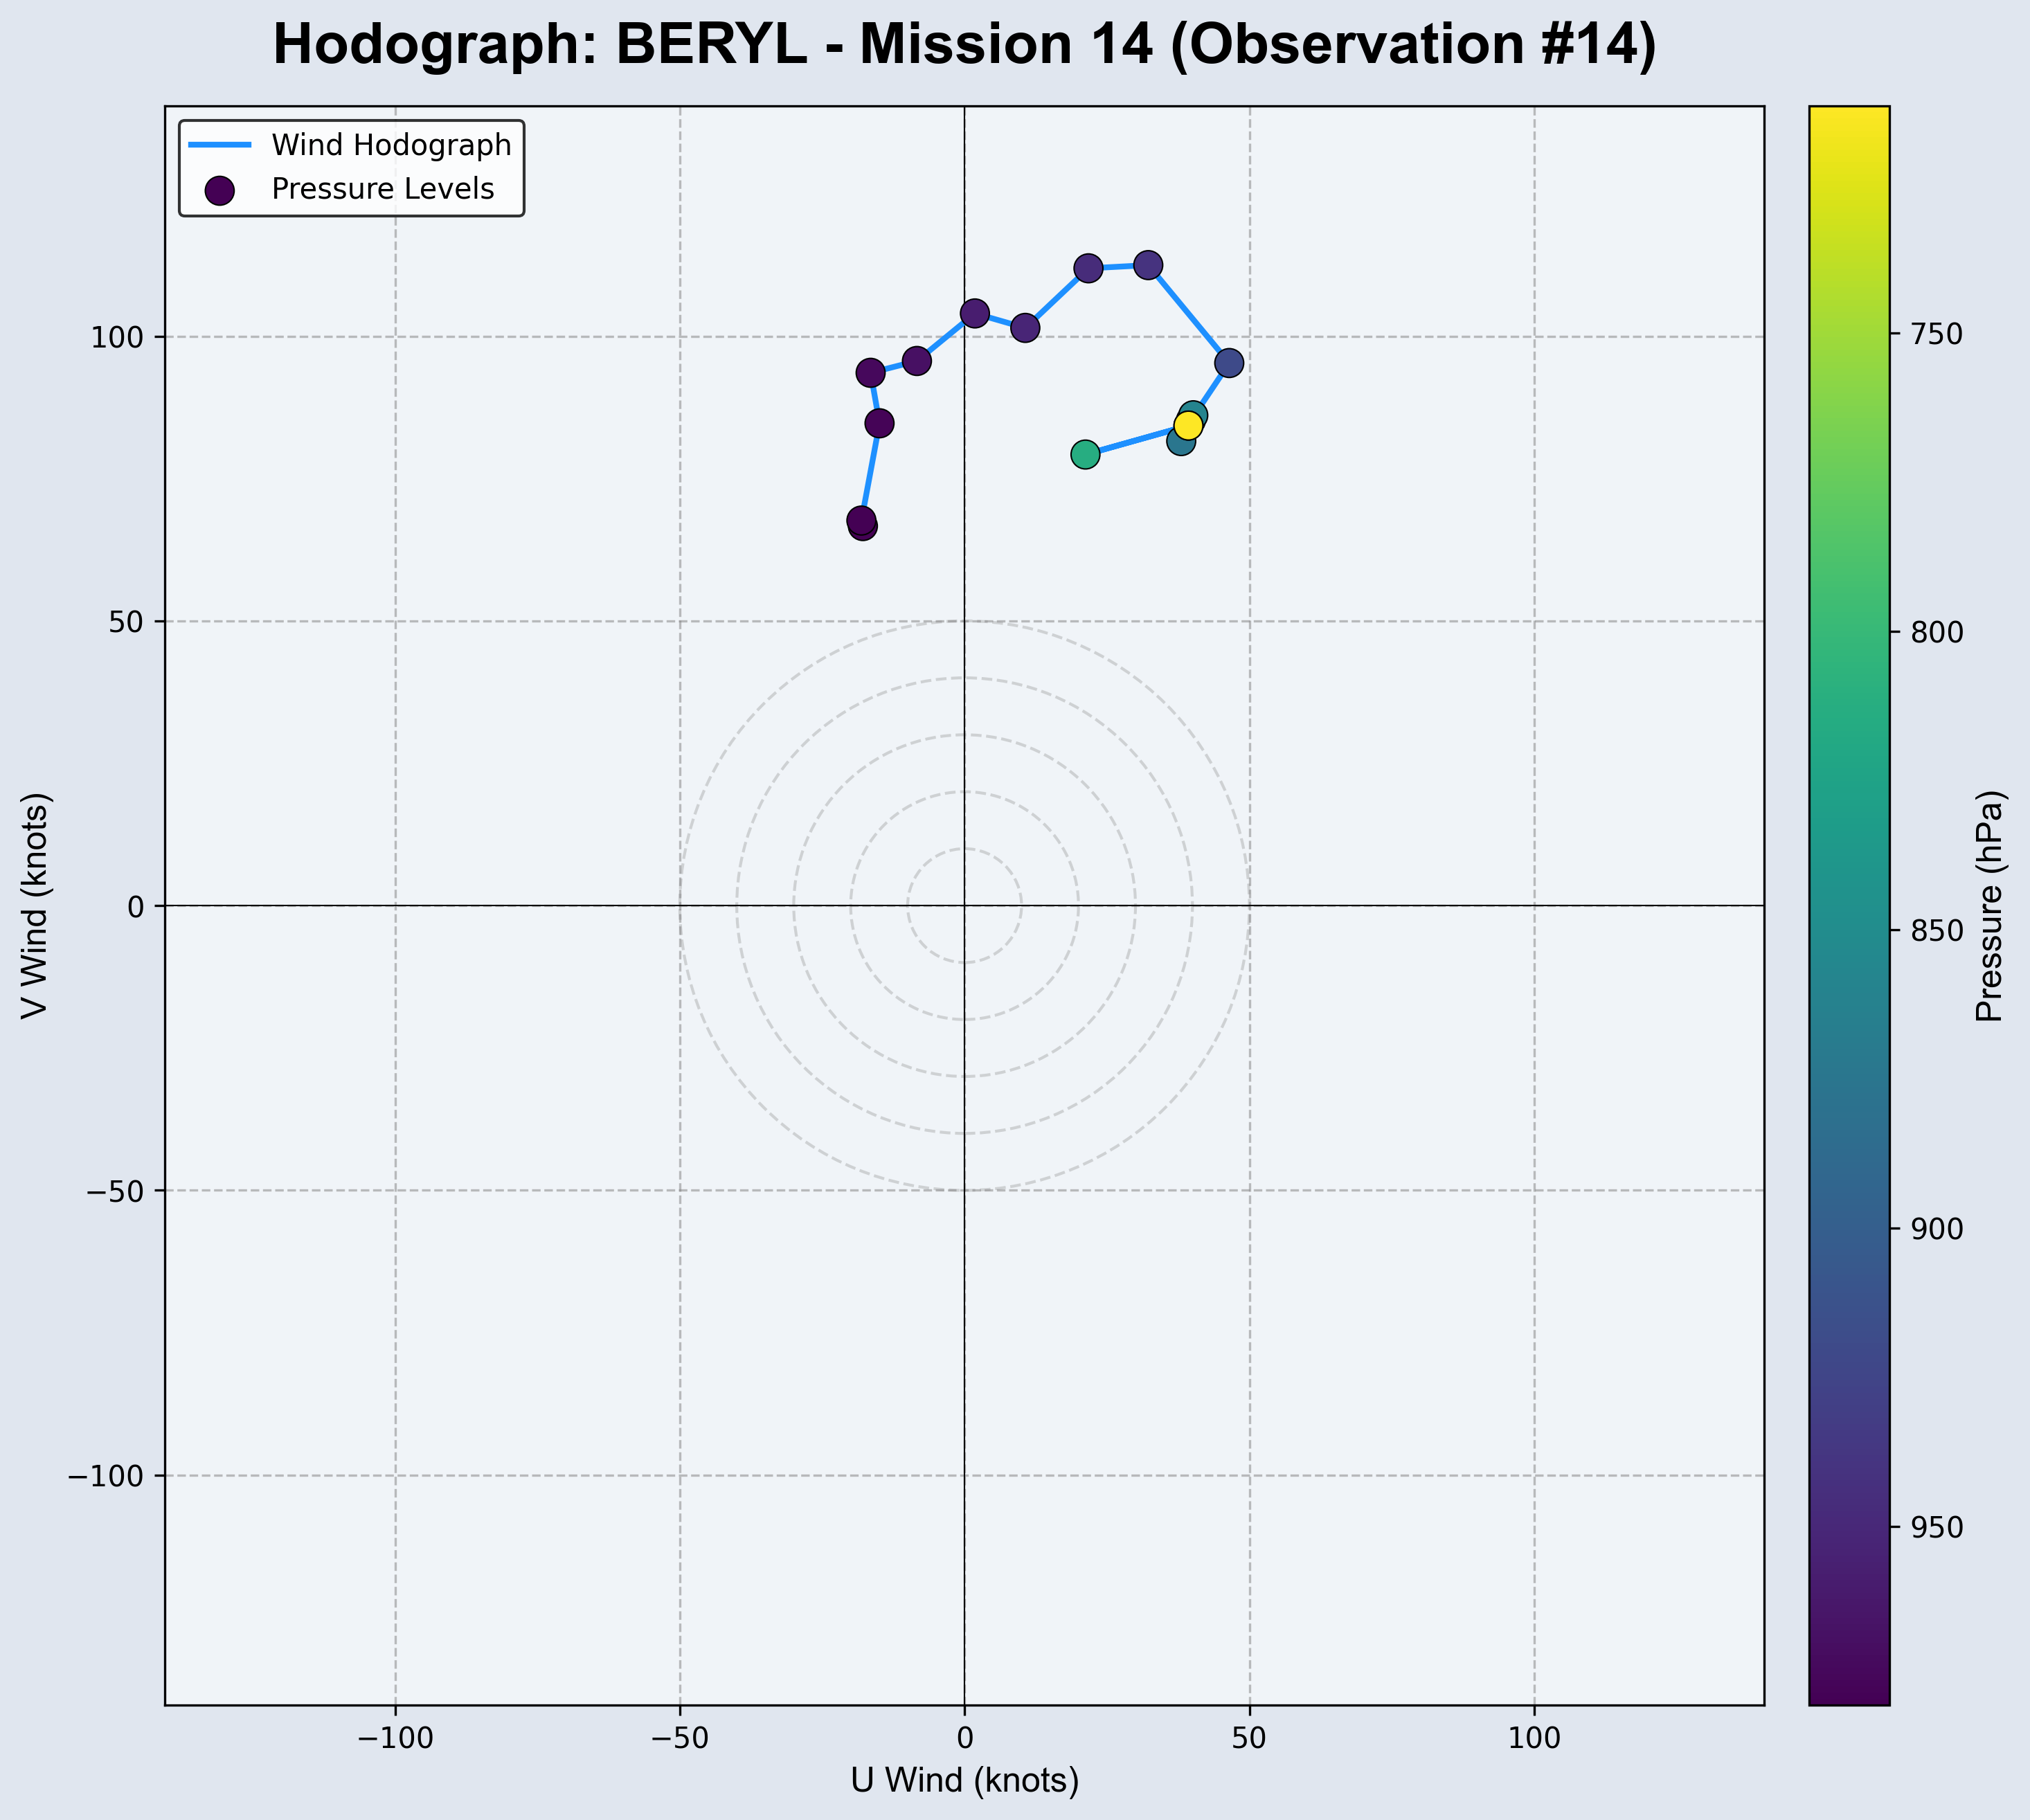 Hodograph: BERYL - Mission 14 (Observation #14)
Wind Hodograph
Pressure Levels
100
50
0
−50
−100
V Wind (knots)
−100
−50
0
50
100
U Wind (knots)
750
800
850
900
950
Pressure (hPa)